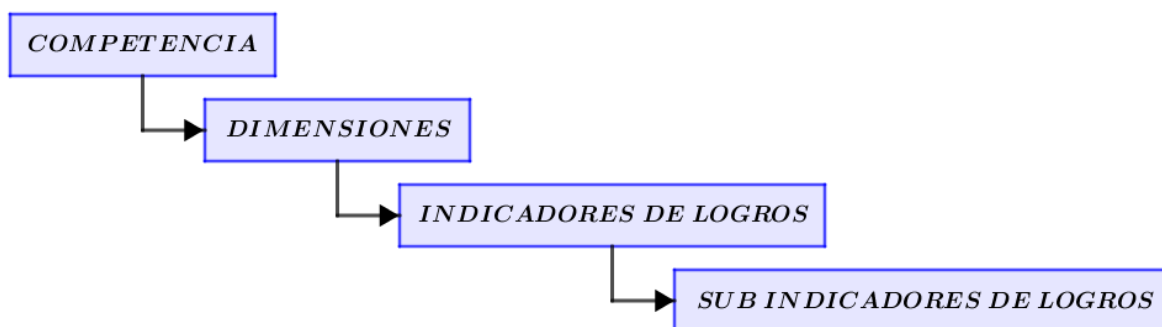 COMPETENCIA
DIMENSIONES
INDICADORES DE LOGROS
SUB INDICADORES DE LOGROS